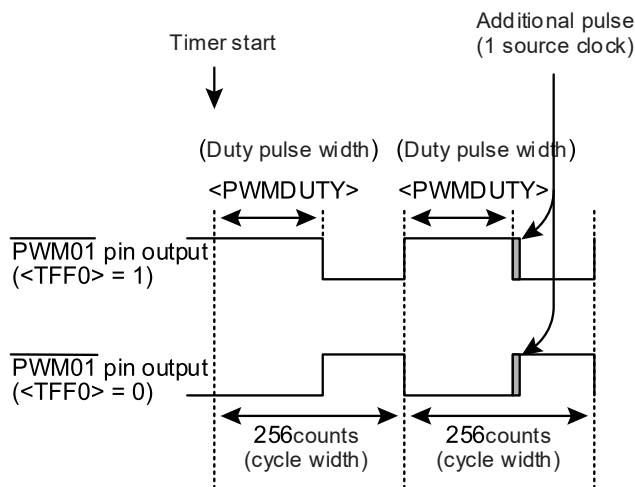 Additional pulse
(1 source clock)
Timer start
(Duty pulse width) (Duty pulse width)
<PWMDUTY> <PWMDUTY>
PWM01 pin output
(<TFF0> = 1)
PWM01 pin output
(<TFF0> = 0)
256counts 256counts
(cycle width) (cycle width)